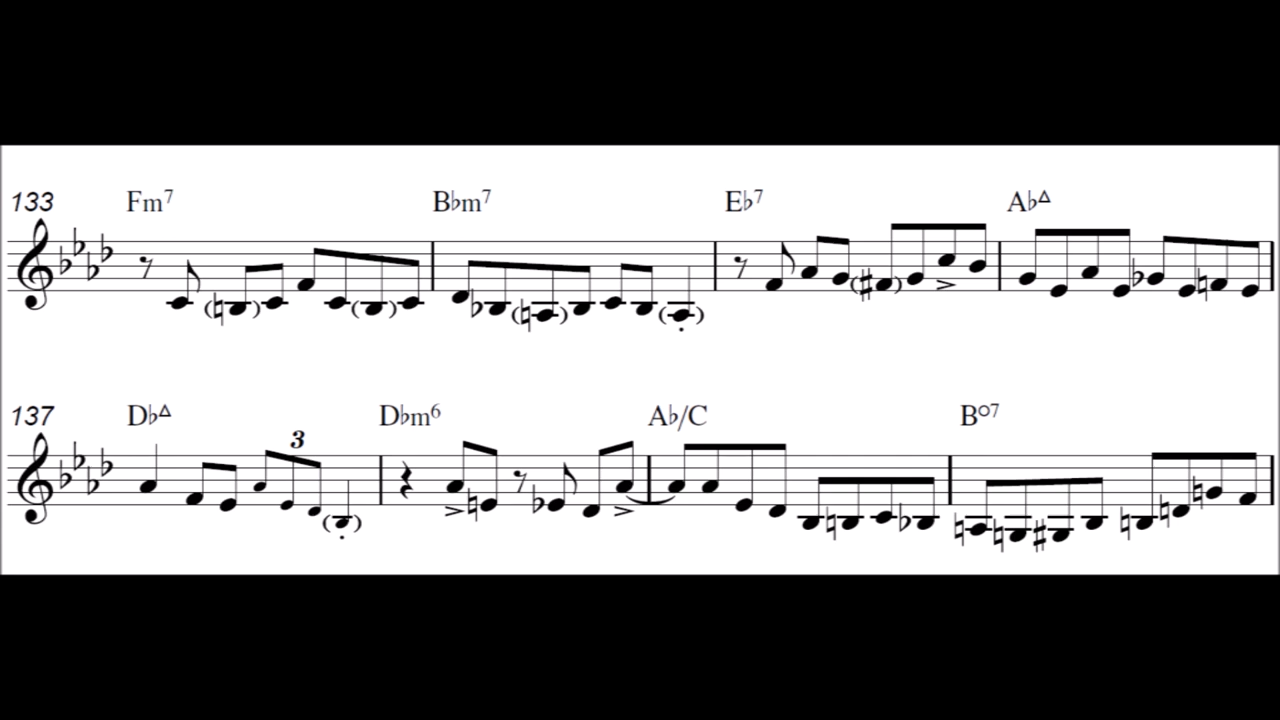 133 Fm7 B♭m7 E♭7 A♭△
137 D♭△ 3 D♭m6 A♭/C B○7